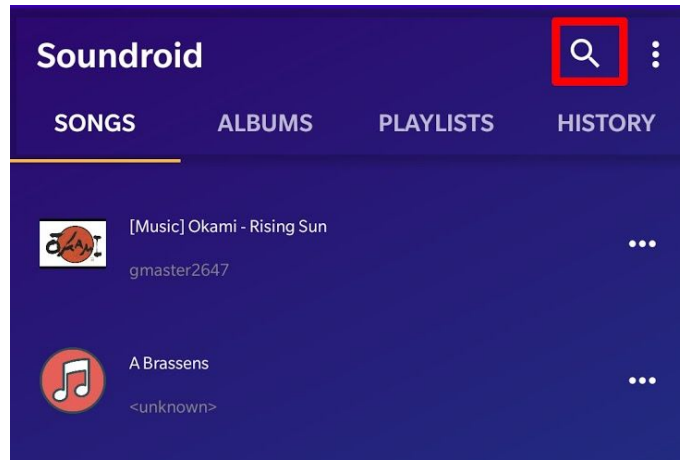 Soundroid
SONGS ALBUMS PLAYLISTS HISTORY
[Music] Okami - Rising Sun
gmaster2647
A Brassens
<unknown>